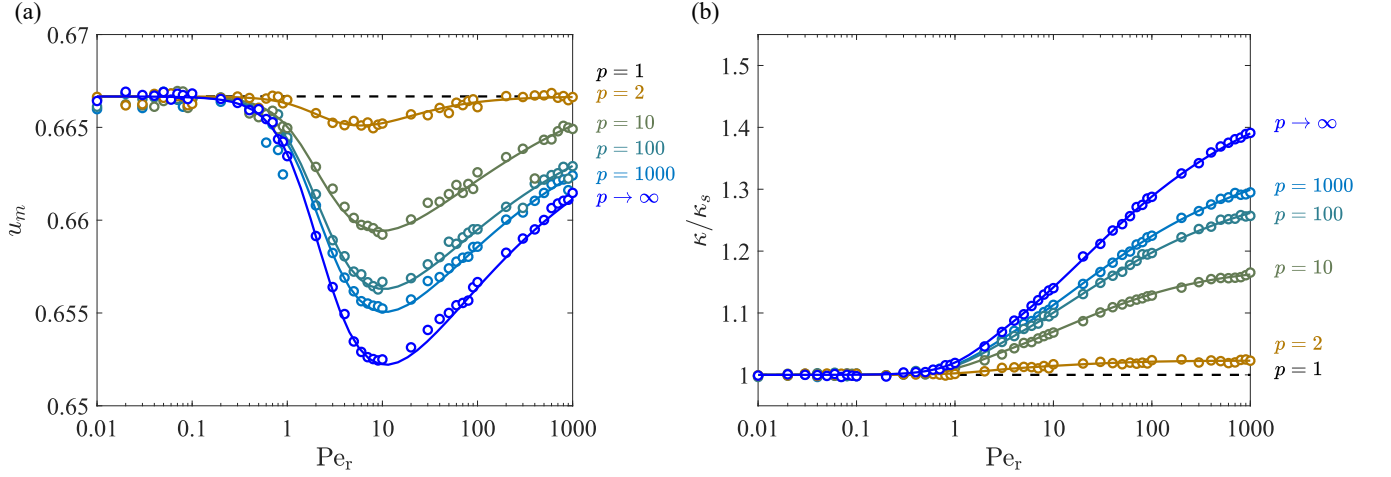 (a)
0.67
0.665
0.66
0.655
0.65
u_m
0.01
0.1
1
10
100
1000
Pe_r
p = 1
p = 2
p = 10
p = 100
p = 1000
p → ∞
(b)
1.5
1.4
1.3
1.2
1.1
1
κ/κ_s
0.01
0.1
1
10
100
1000
Pe_r
p → ∞
p = 1000
p = 100
p = 10
p = 2
p = 1